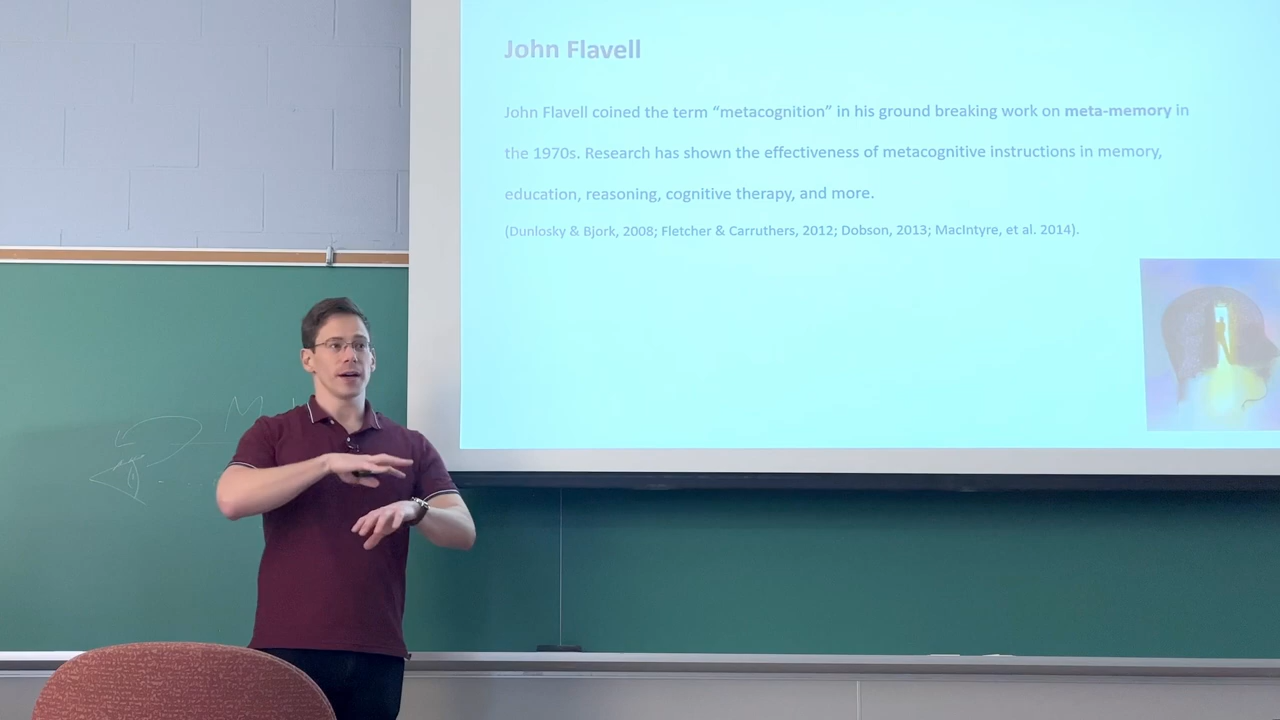 John Flavell
John Flavell coined the term “metacognition” in his ground breaking work on meta-memory in
the 1970s. Research has shown the effectiveness of metacognitive instructions in memory,
education, reasoning, cognitive therapy, and more.
(Dunlosky & Bjork, 2008; Fletcher & Carruthers, 2012; Dobson, 2013; MacIntyre, et al. 2014).